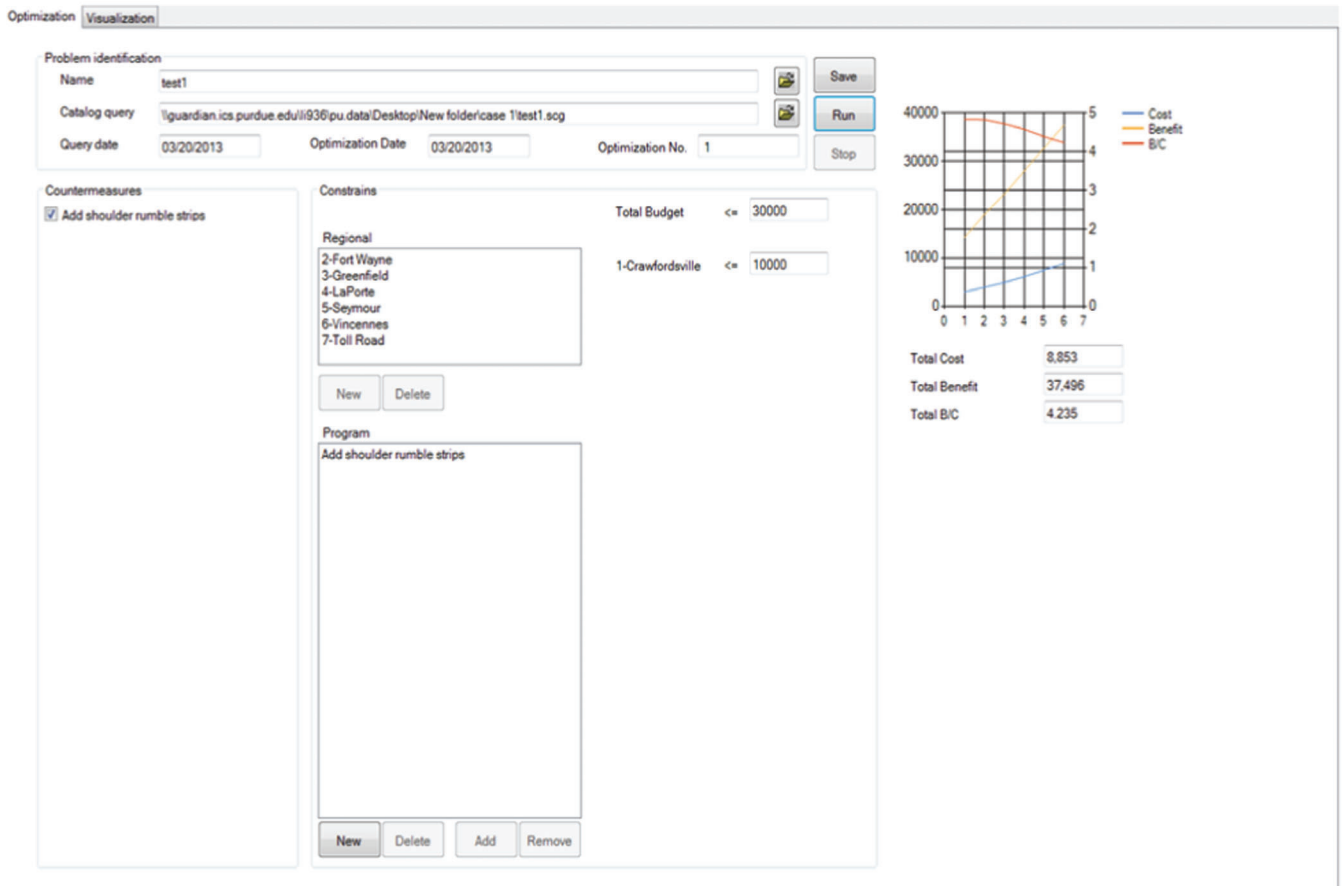 Optimization Visualization
Problem identification
Name test1
Catalog query \\guardian.ics.purdue.edu\li936\pu.data\Desktop\New folder\case 1\test1.scg
Query date 03/20/2013 Optimization Date 03/20/2013 Optimization No. 1
Save
Run
Stop
Countermeasures
Add shoulder rumble strips
Constrains
Regional
2-Fort Wayne
3-Greenfield
4-LaPorte
5-Seymour
6-Vincennes
7-Toll Road
New Delete
Program
Add shoulder rumble strips
New Delete Add Remove
Total Budget <= 30000
1-Crawfordsville <= 10000
40000 5
30000 4
20000 3
10000 2
0 1
0
0 1 2 3 4 5 6 7
Cost
Benefit
B/C
Total Cost 8,853
Total Benefit 37,496
Total B/C 4.235